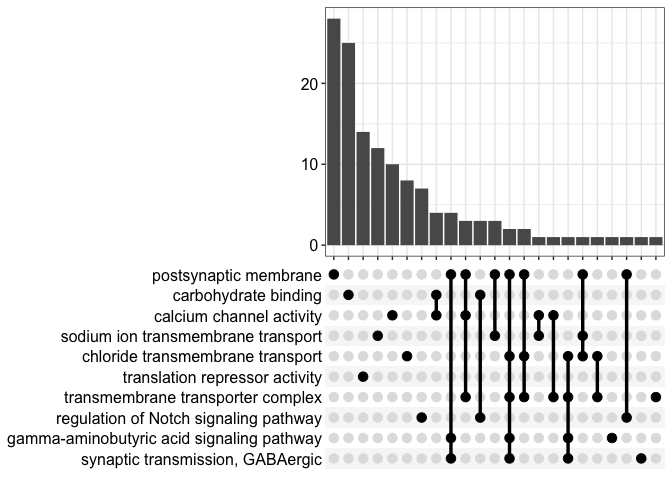 20
10
0
postsynaptic membrane
carbohydrate binding
calcium channel activity
sodium ion transmembrane transport
chloride transmembrane transport
translation repressor activity
transmembrane transporter complex
regulation of Notch signaling pathway
gamma-aminobutyric acid signaling pathway
synaptic transmission, GABAergic